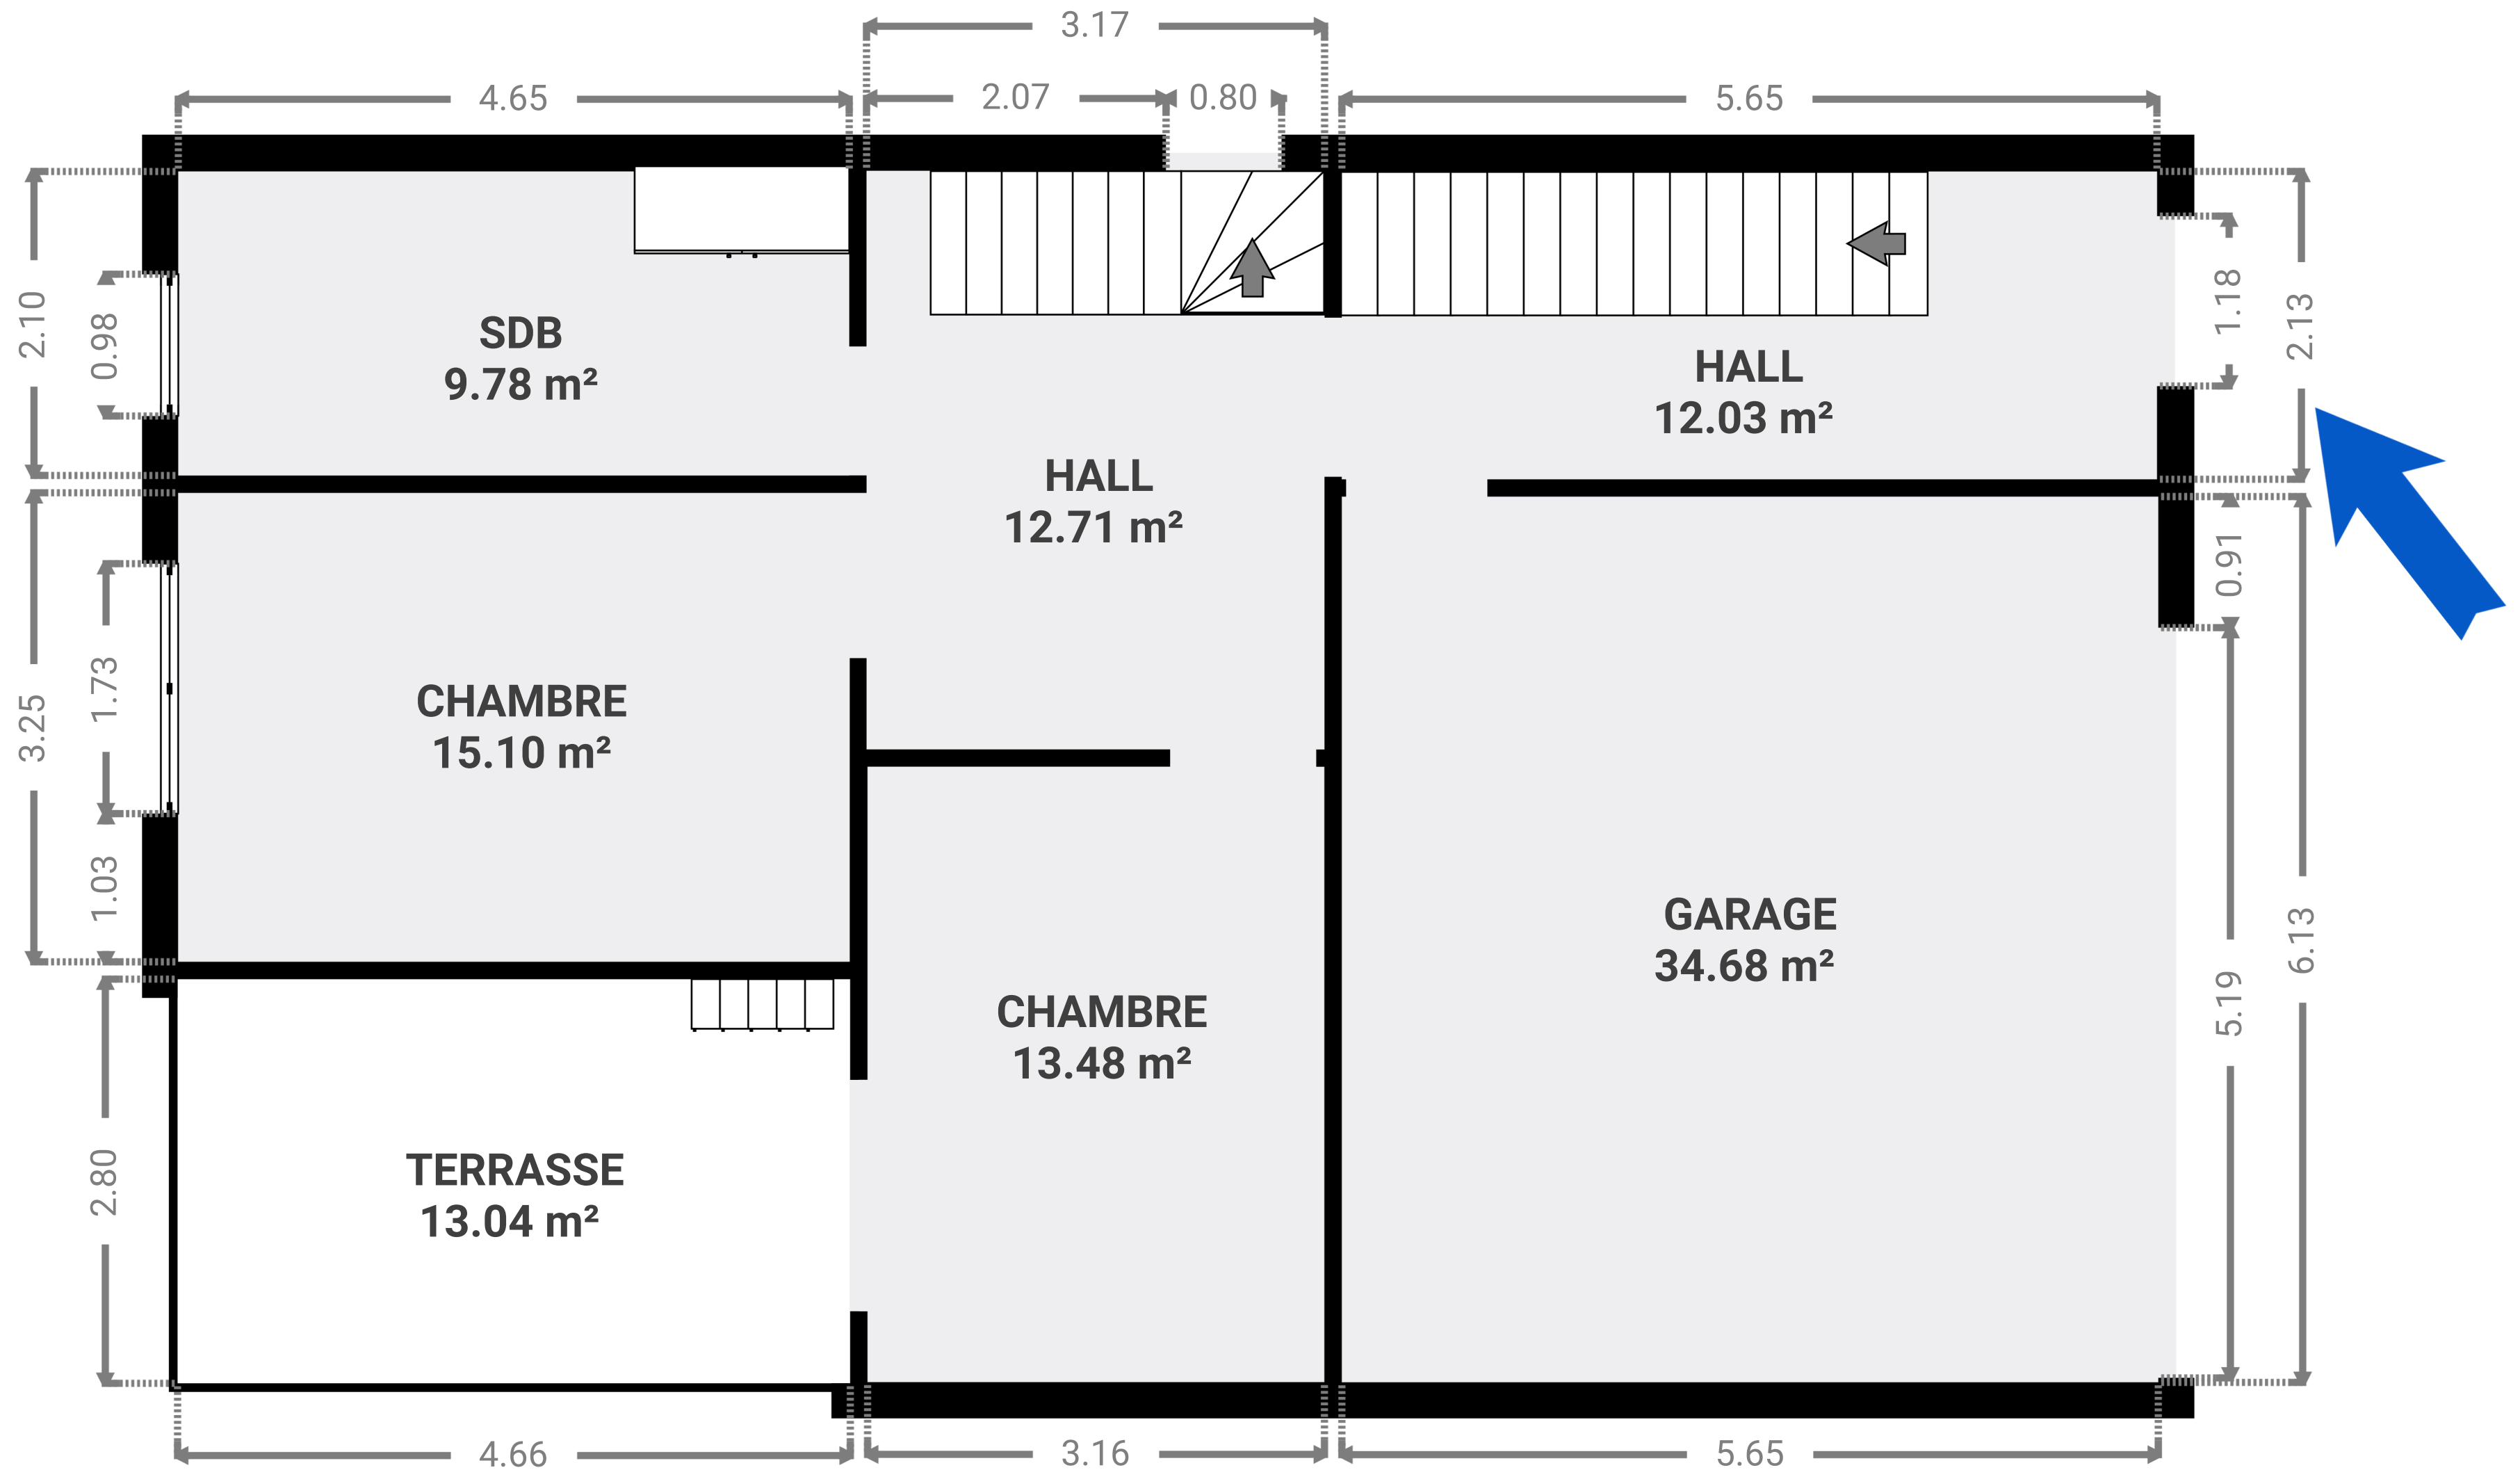 3.17
4.65
2.07
0.80
5.65
2.10
0.98
1.18
2.13
SDB
9.78 m²
HALL
12.03 m²
HALL
12.71 m²
0.91
3.25
1.73
CHAMBRE
15.10 m²
1.03
GARAGE
34.68 m²
6.13
5.19
CHAMBRE
13.48 m²
2.80
TERRASSE
13.04 m²
4.66
3.16
5.65